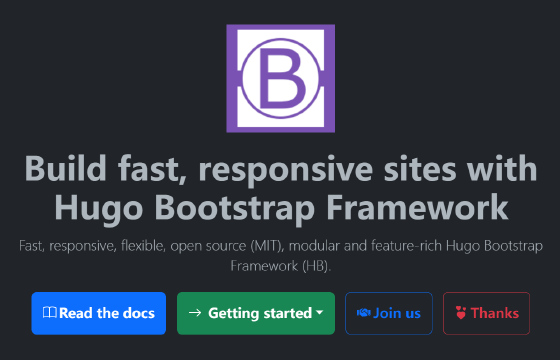 B
Build fast, responsive sites with
Hugo Bootstrap Framework
Fast, responsive, flexible, open source (MIT), modular and feature-rich Hugo Bootstrap
Framework (HB).
Read the docs Getting started Join us Thanks